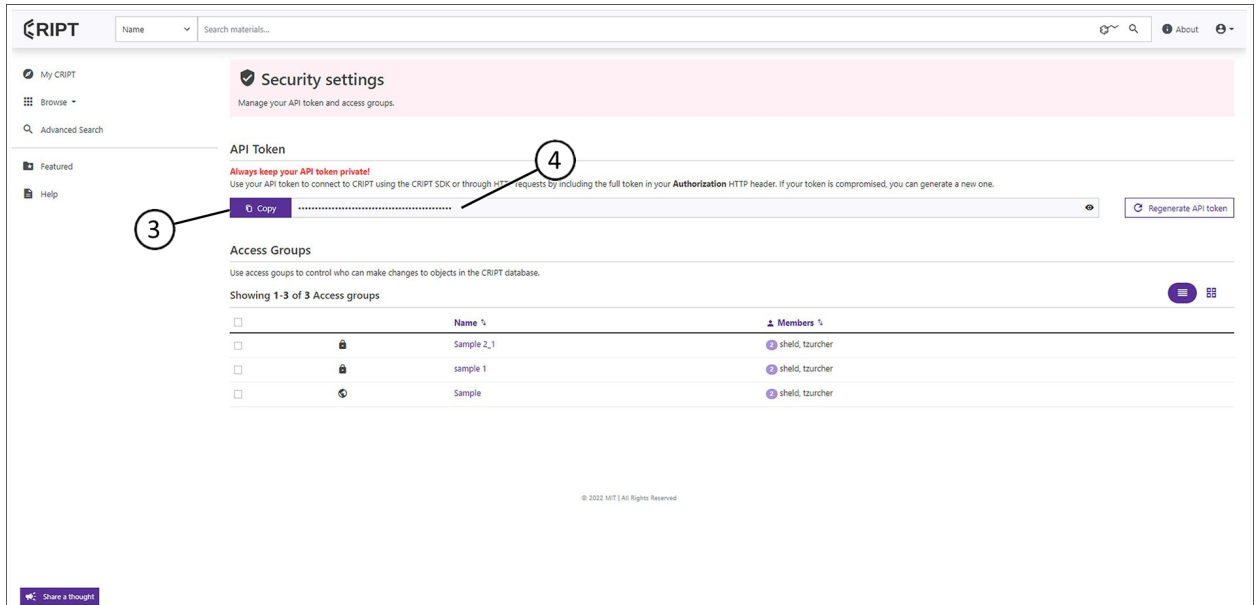 CRIPT
Name Search materials... About
My CRIPT
Browse
Advanced Search
Featured
Help
Security settings
Manage your API token and access groups.
API Token
Always keep your API token private!
Use your API token to connect to CRIPT using the CRIPT SDK or through HTTP requests by including the full token in your Authorization HTTP header. If your token is compromised, you can generate a new one.
4
3
Copy •••••••••••••••••••••••••••••••••••••••••••••• Regenerate API token
Access Groups
Use access goups to control who can make changes to objects in the CRIPT database.
Showing 1-3 of 3 Access groups
Name Members
Sample 2_1 2 sheld, tzurcher
sample 1 2 sheld, tzurcher
Sample 2 sheld, tzurcher
© 2022 MIT | All Rights Reserved
Share a thought